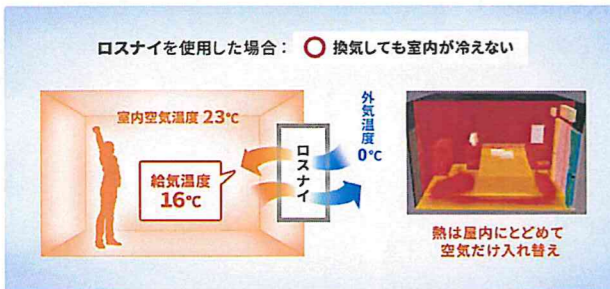 ロスナイを使用した場合：○ 換気しても室内が冷えない
室内空気温度 23℃
給気温度
16℃
ロスナイ
外気温度
0℃
熱は屋内にとどめて
空気だけ入れ替え